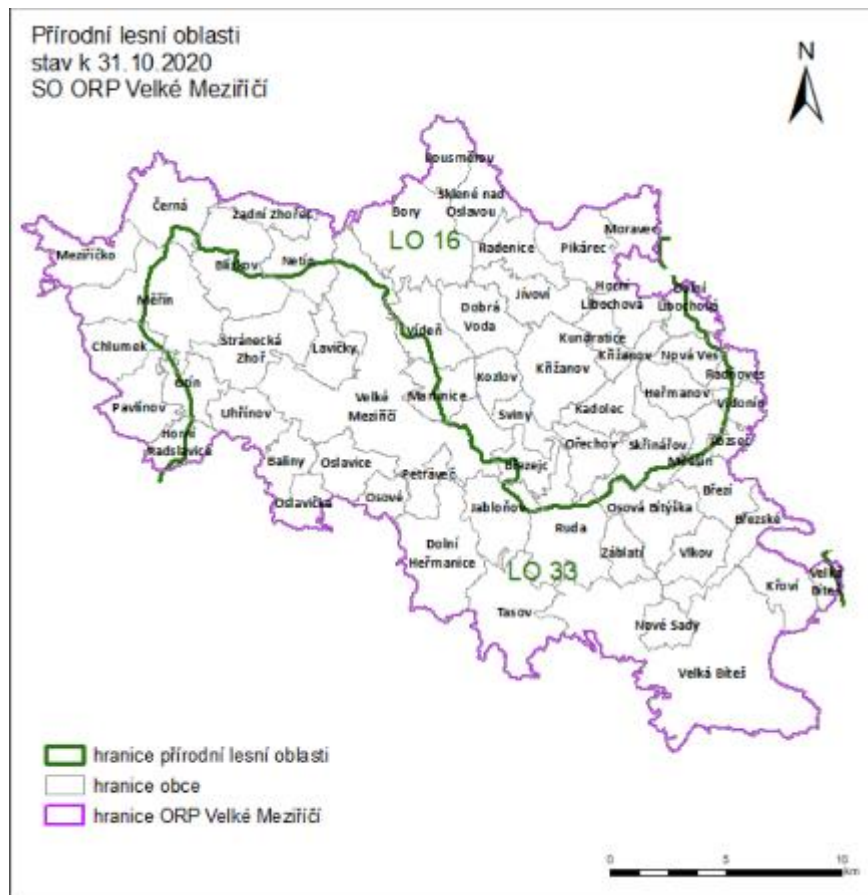 Přírodní lesní oblasti
stav k 31.10.2020
SO ORP Velké Meziříčí
N
Sklené nad
Oslavou
Černá
Zadní Zhořec
Bory
LO 16
Radenice
Pikárec
Moravec
Meziříčko
Blízkov
Netín
Horní
Libochová
Dolní
Libochová
Měřín
Jívoví
Dobrá
Voda
Vídeň
Chlumek
Stránecká
Zhoř
Lavičky
Kundratice
Křižanov
Nová Ves
Radňoves
Otín
Kozlov
Křižanov
Heřmanov
Vidonín
Martinice
Velké
Meziříčí
Pavlínov
Uhřínov
Sviny
Kadolec
Horní
Radslavice
Ořechov
Skřinářov
Rozseč
Baliny
Oslavice
Březejc
Petráveč
Oslavička
Osové
Jabloňov
Osová Bítýška
Březí
Březské
Ruda
Dolní
Heřmanice
Záblatí
Vlkov
LO 33
Křoví
Velká
Bíteš
Tasov
Nové Sady
Velká Bíteš
hranice přírodní lesní oblasti
hranice obce
hranice ORP Velké Meziříčí
0 5 10
km